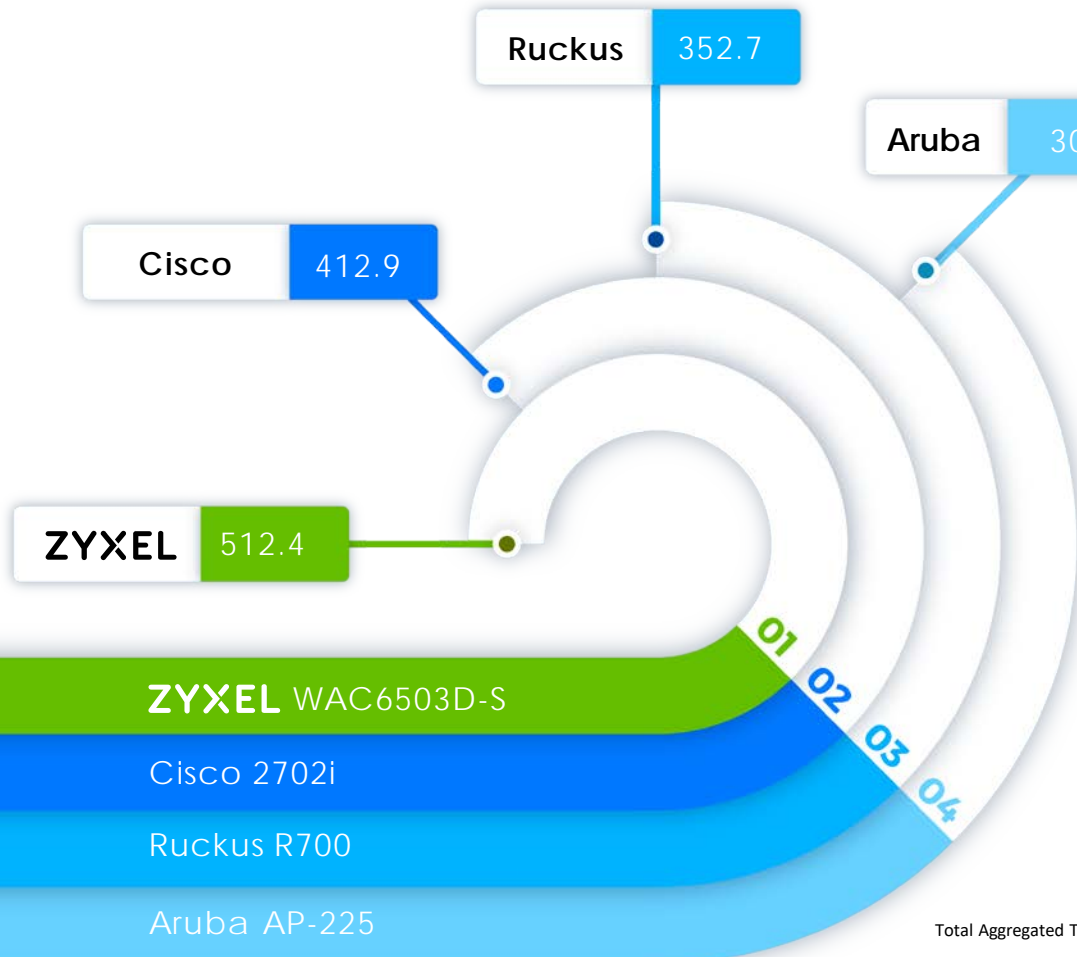 Ruckus 352.7
Aruba 30
Cisco 412.9
ZYXEL 512.4
01
02
03
04
ZYXEL WAC6503D-S
Cisco 2702i
Ruckus R700
Aruba AP-225
Total Aggregated T